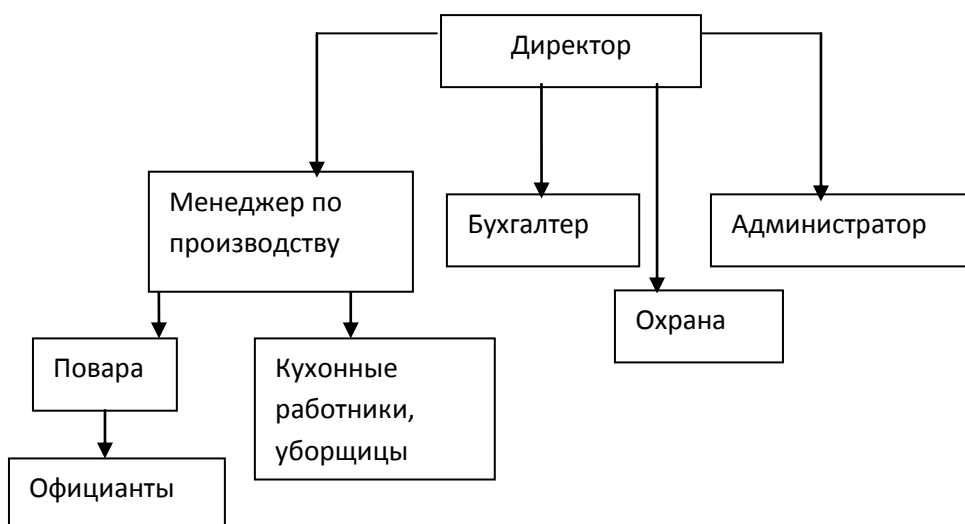 Директор
Менеджер по
производству
Бухгалтер
Администратор
Охрана
Повара
Кухонные
работники,
уборщицы
Официанты